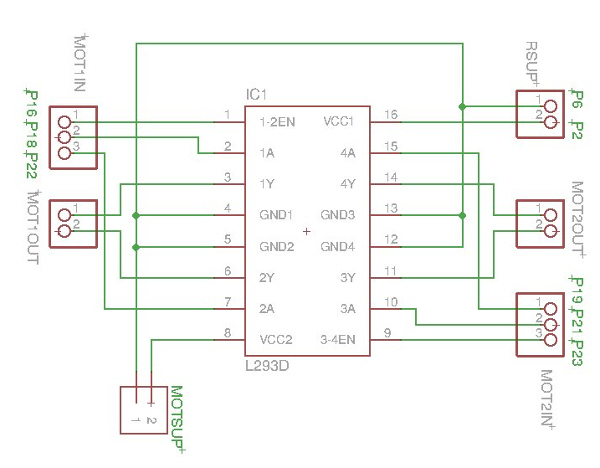 MOT1IN
P16 P18 P22
1
2
3
MOT1OUT
1
2
IC1
1 1-2EN VCC1 16
2 1A 4A 15
3 1Y 4Y 14
4 GND1 GND3 13
5 GND2 GND4 12
6 2Y 3Y 11
7 2A 3A 10
8 VCC2 3-4EN 9
L293D
RSUP
P6 P2
1
2
MOT2OUT
1
2
P19 P21 P23
1
2
3
MOT2IN
MOTSUP
1 2